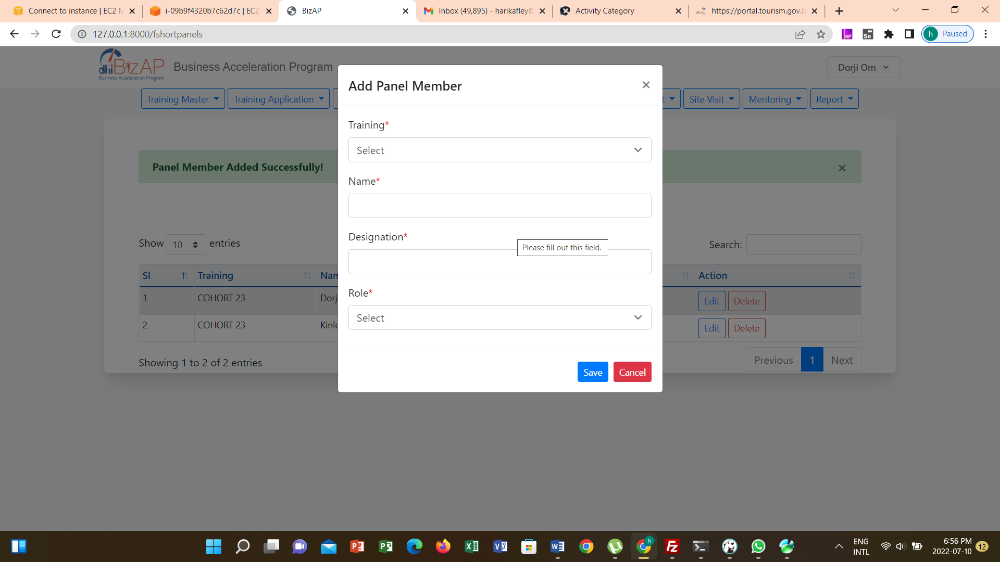 Connect to instance | EC2 M
i-09b9f4320b7c62d7c | EC2
BizAP
Inbox (49,895) - harikafley@
Activity Category
https://portal.tourism.gov.b
127.0.0.1:8000/fshortpanels
RP
Se
h
Paused
dhi BizAP
Business Acceleration Program
Business Acceleration Program
Dorji Om
Training Master
Training Application
t
Site Visit
Mentoring
Report
Add Panel Member
Training*
Select
Panel Member Added Successfully!
Name*
Designation*
Please fill out this field.
Show 10 entries
Search:
Sl
Training
Nam
Action
1
COHORT 23
Dorj
Edit
Delete
Role*
Select
2
COHORT 23
Kinle
Edit
Delete
Showing 1 to 2 of 2 entries
Previous
1
Next
Save
Cancel
h
ENG
INTL
6:56 PM
2022-07-10
12